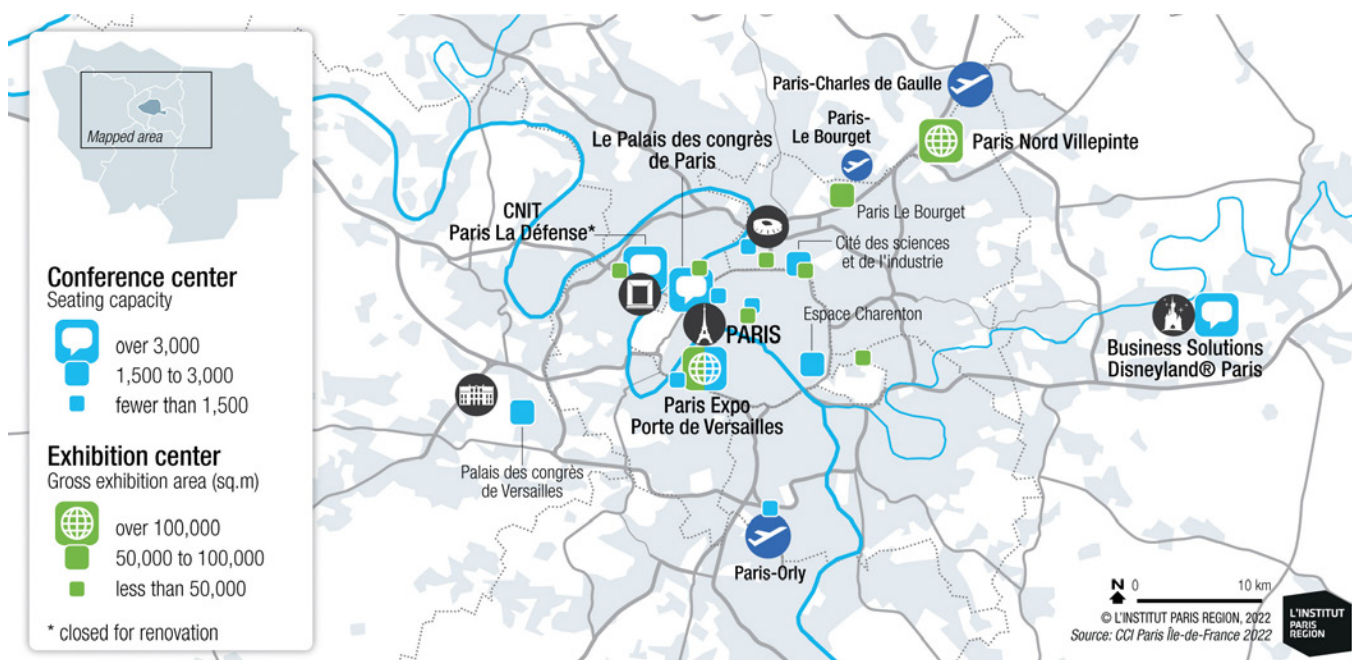 Mapped area
Conference center
Seating capacity
over 3,000
1,500 to 3,000
fewer than 1,500
Exhibition center
Gross exhibition area (sq.m)
over 100,000
50,000 to 100,000
less than 50,000
* closed for renovation
Paris-Charles de Gaulle
Paris-
Le Bourget
Paris Nord Villepinte
Le Palais des congrès
de Paris
Paris Le Bourget
CNIT
Paris La Défense*
Cité des sciences
et de l'industrie
Espace Charenton
PARIS
Business Solutions
Disneyland® Paris
Paris Expo
Porte de Versailles
Palais des congrès
de Versailles
Paris-Orly
N 0 10 km
© L'INSTITUT PARIS REGION, 2022
Source: CCI Paris Île-de-France 2022
L'INSTITUT
PARIS
REGION